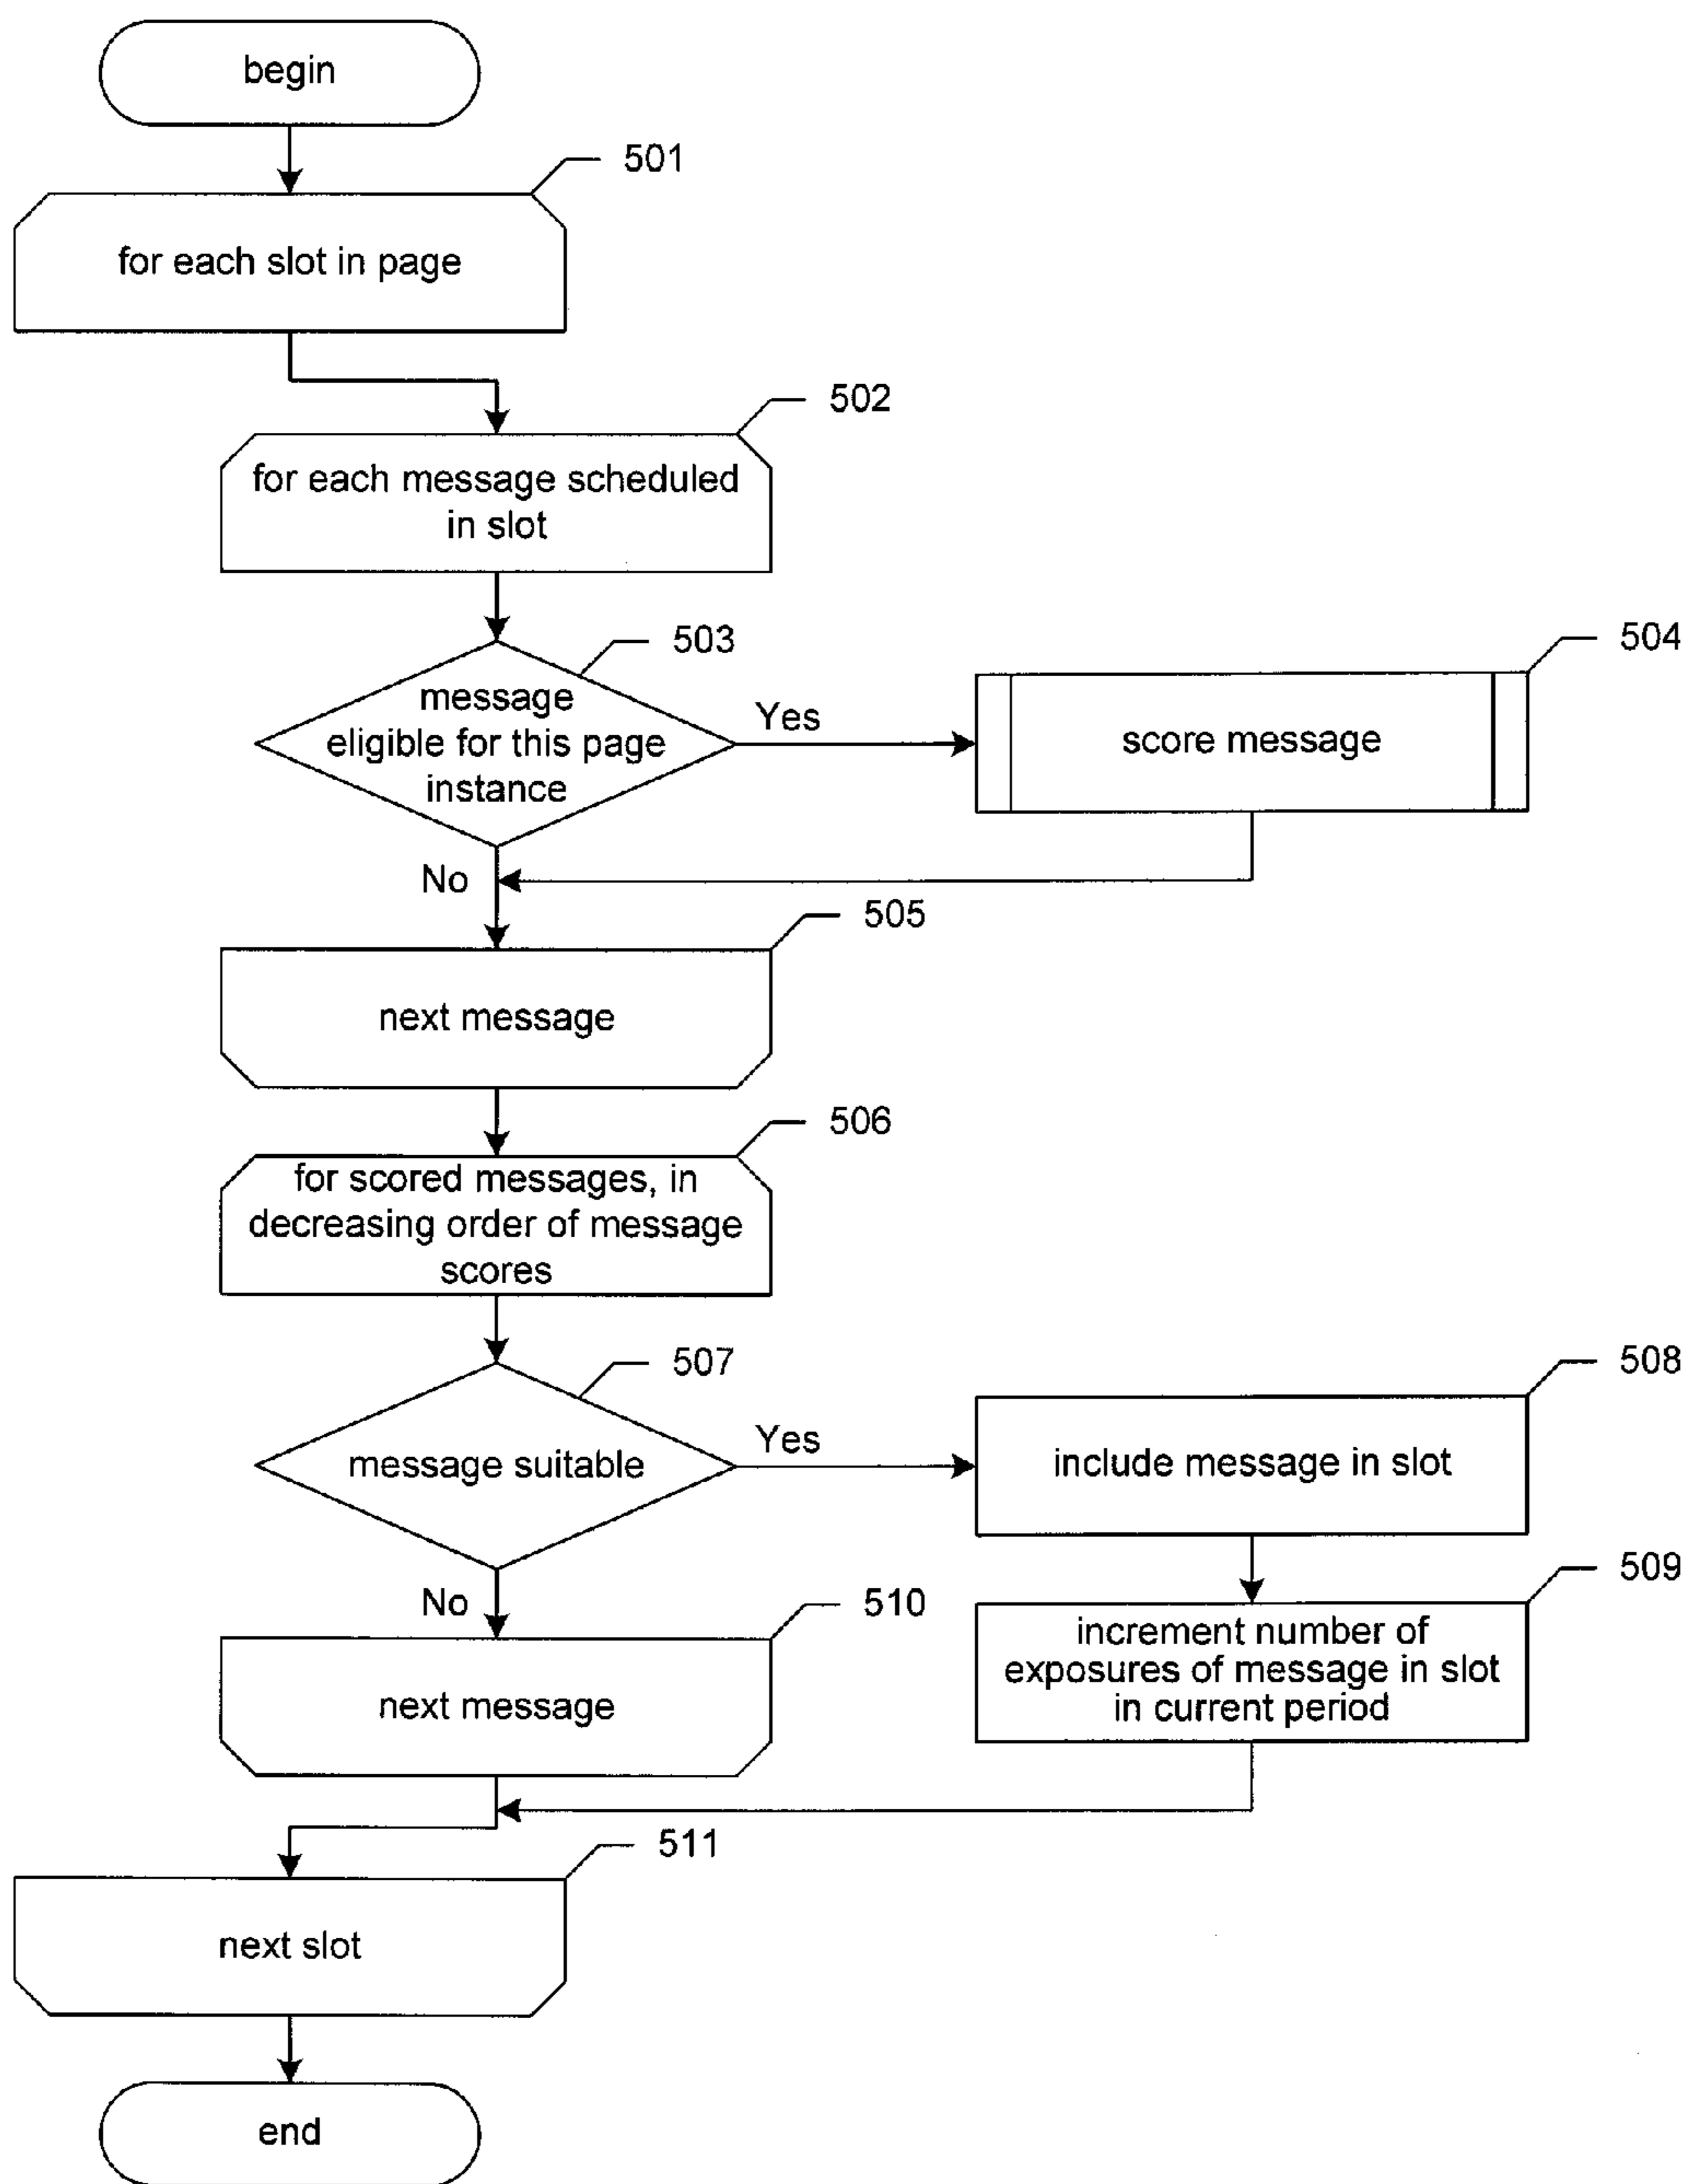 begin
501
for each slot in page
502
for each message scheduled
in slot
503
message
eligible for this page
instance
Yes
504
score message
No
505
next message
506
for scored messages, in
decreasing order of message
scores
507
message suitable
Yes
508
include message in slot
509
increment number of
exposures of message in slot
in current period
No
510
next message
511
next slot
end